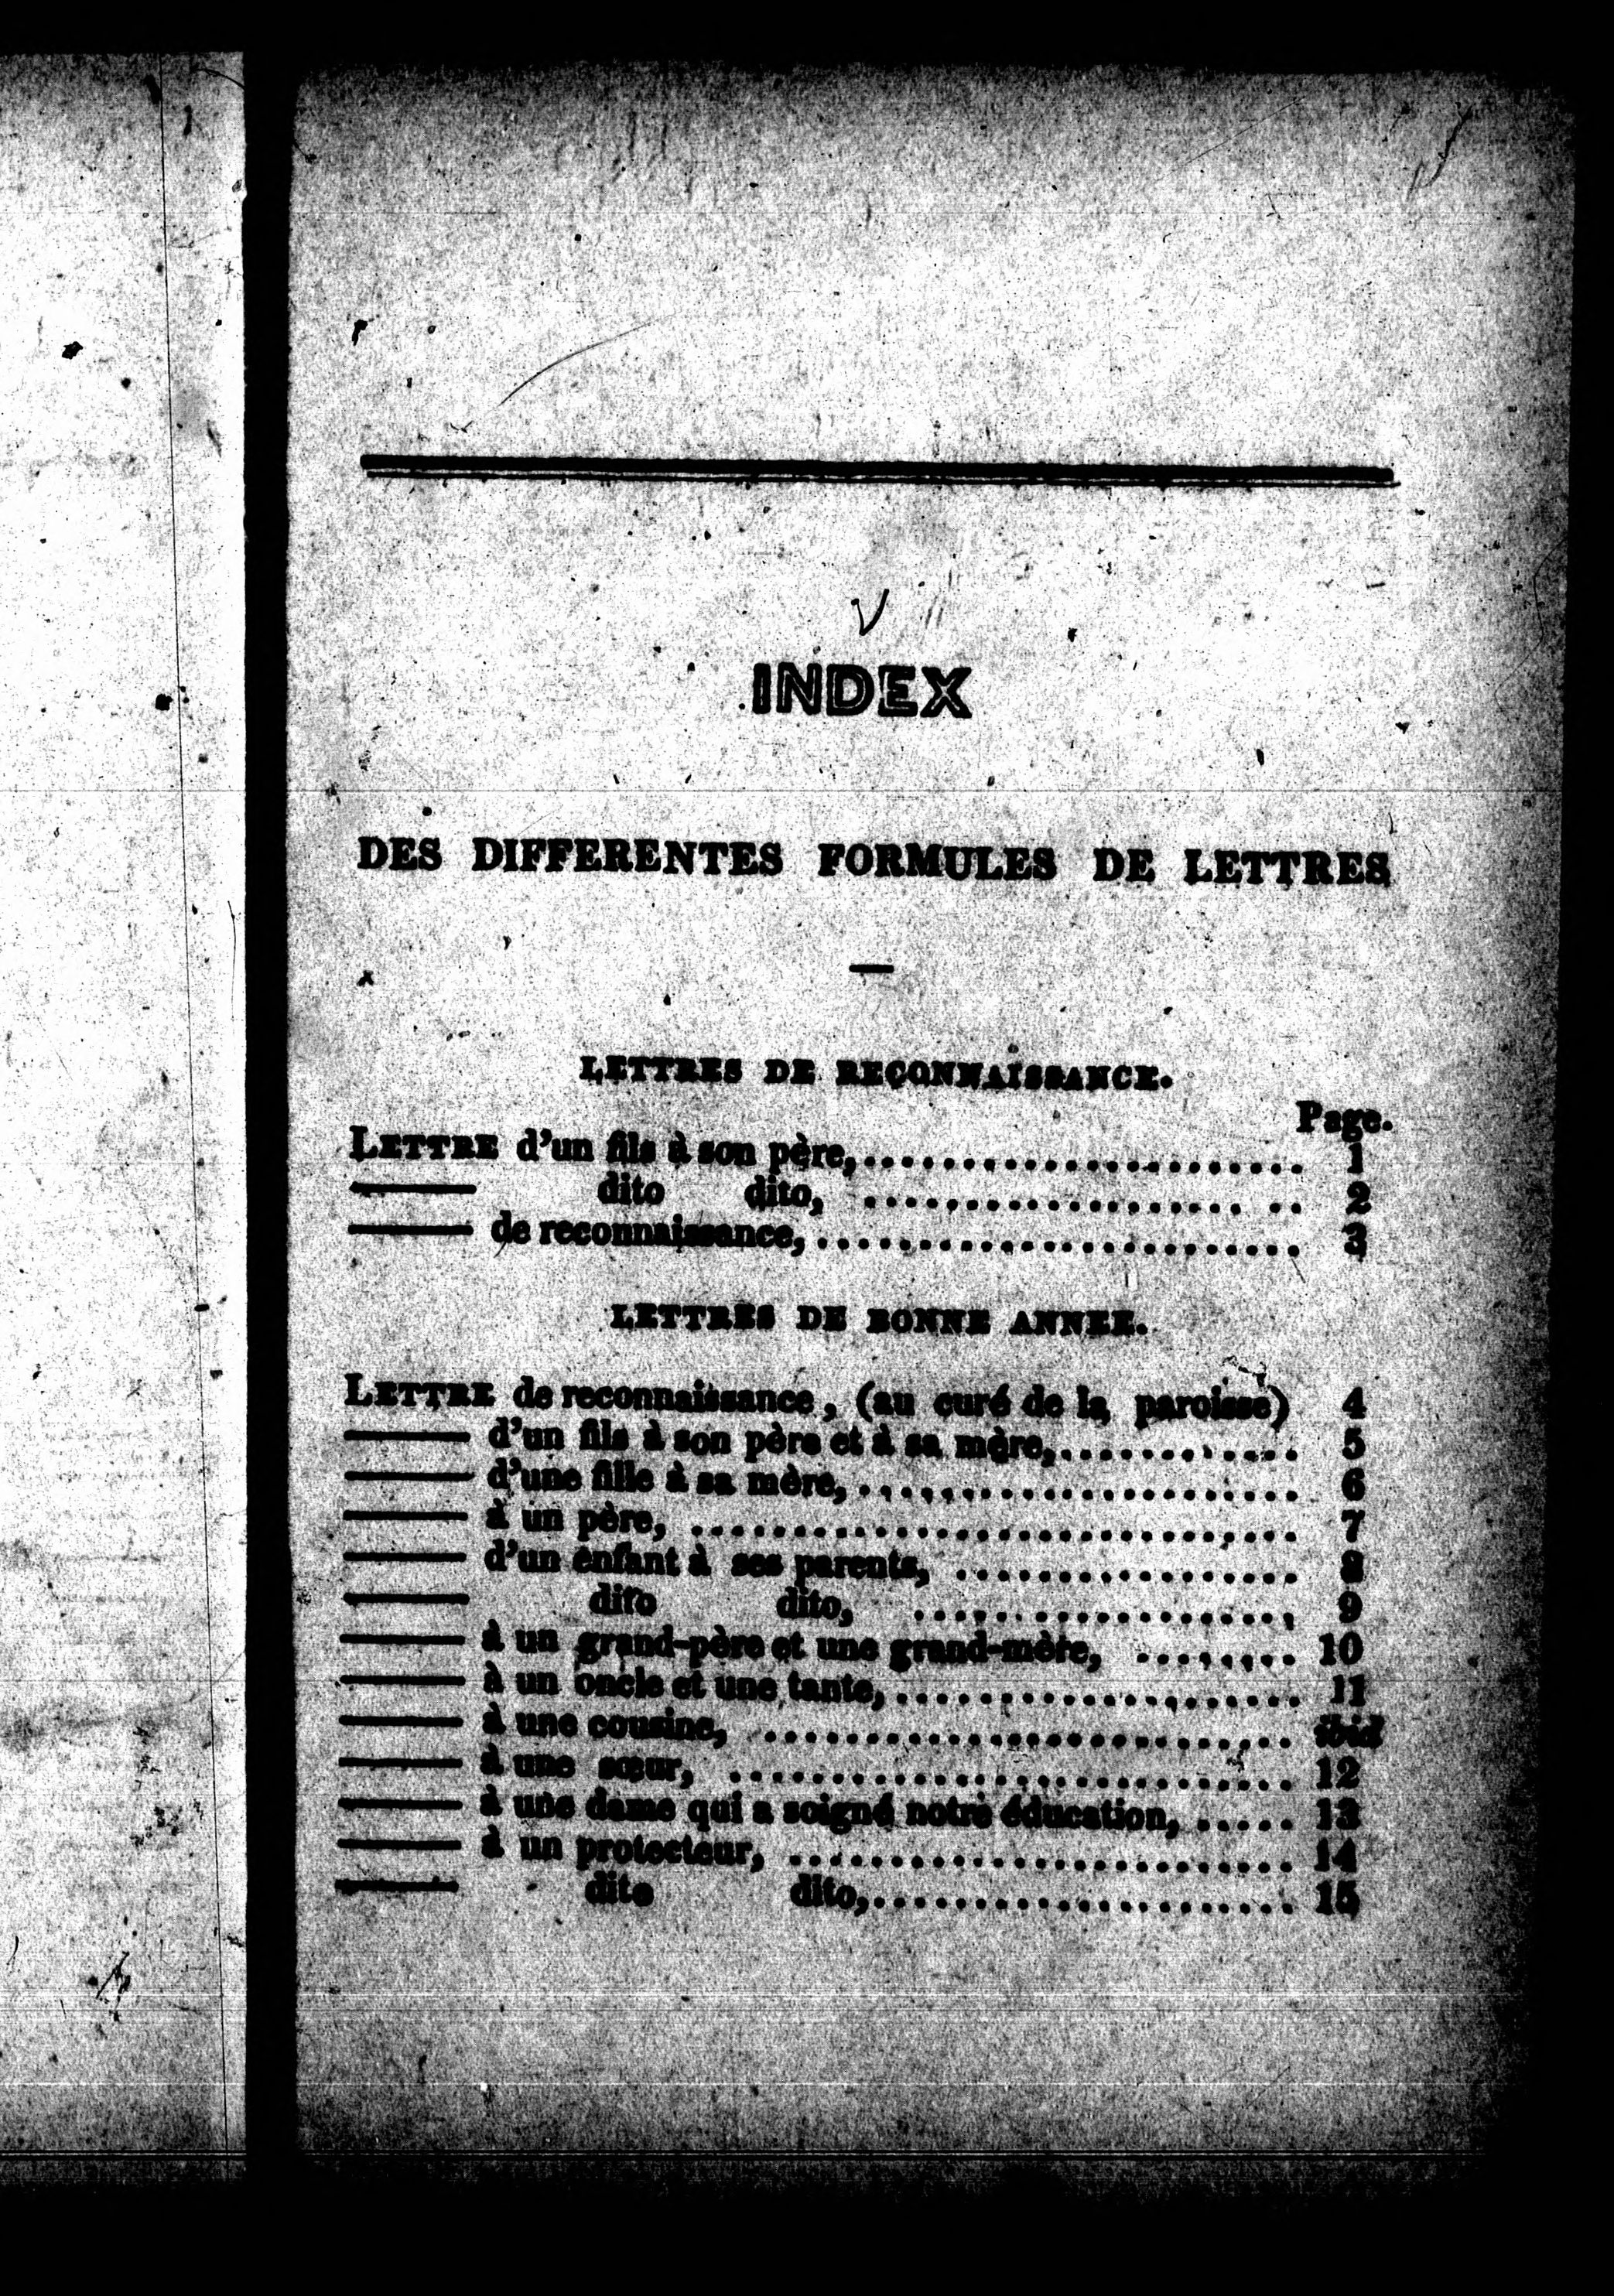 INDEX
DES DIFFERENTES FORMULES DE LETTRES
LETTRES DE RECONNAISSANCE.
Page.
LETTRE d'un fils à son père,...................... 1
——— dito dito, ................... .. 2
——— de reconnaissance,........................ 3
LETTRES DE BONNE ANNEE.
LETTRE de reconnaissance, (au curé de la paroisse) 4
——— d'un fils à son père et à sa mère,............ 5
——— d'une fille à sa mère,...................... 6
——— à un père, .............................. 7
——— d'un enfant à ses parents, ................. 8
——— dito dito, ................... 9
——— à un grand-père et une grand-mère, ........ 10
——— à un oncle et une tante,.................... 11
——— à une cousine, .......................... ibid
——— à une sœur, ............................ 12
——— à une dame qui a soigné notre éducation, ..... 13
——— à un protecteur, ......................... 14
——— dito dito,..................... 15